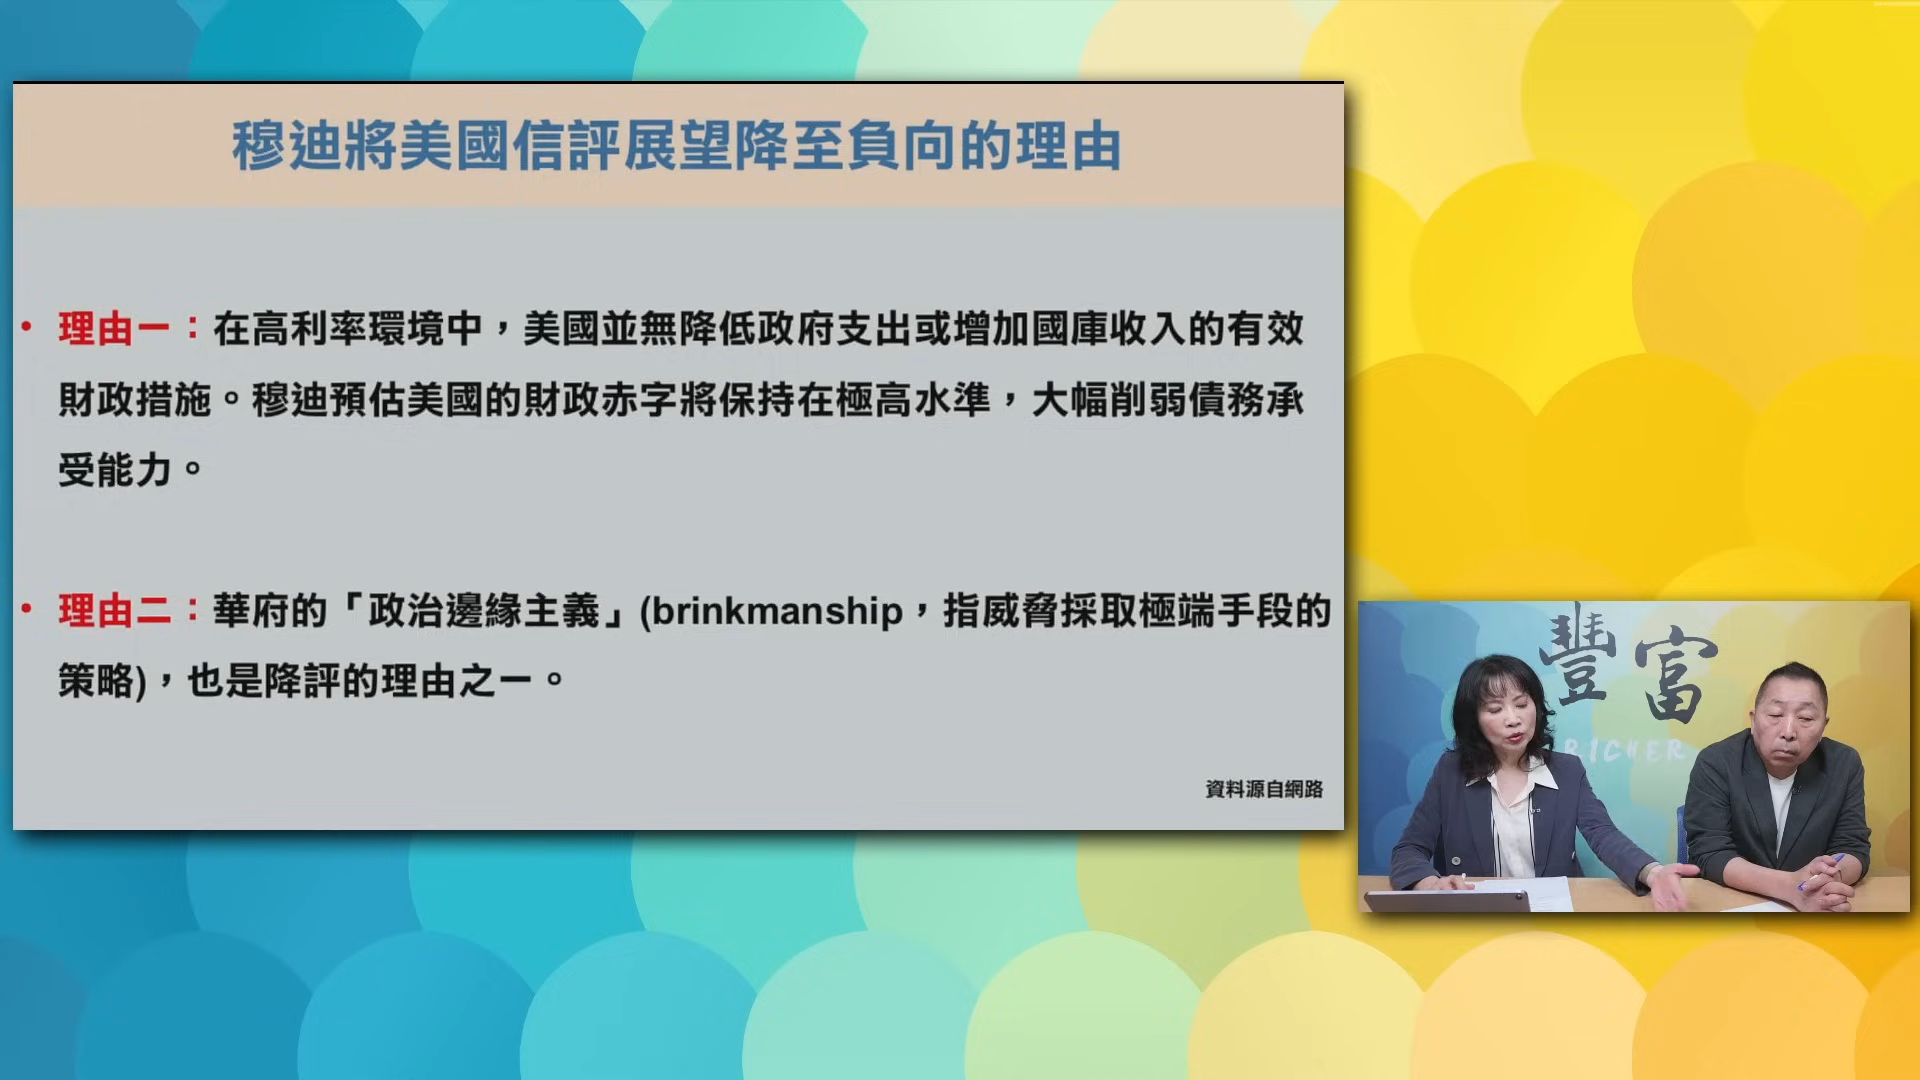 穆迪將美國信評展望降至負向的理由
• 理由一：在高利率環境中，美國並無降低政府支出或增加國庫收入的有效
財政措施。穆迪預估美國的財政赤字將保持在極高水準，大幅削弱債務承
受能力。
• 理由二：華府的「政治邊緣主義」(brinkmanship，指威脅採取極端手段的
策略)，也是降評的理由之一。
資料源自網路
豐富
RICHER